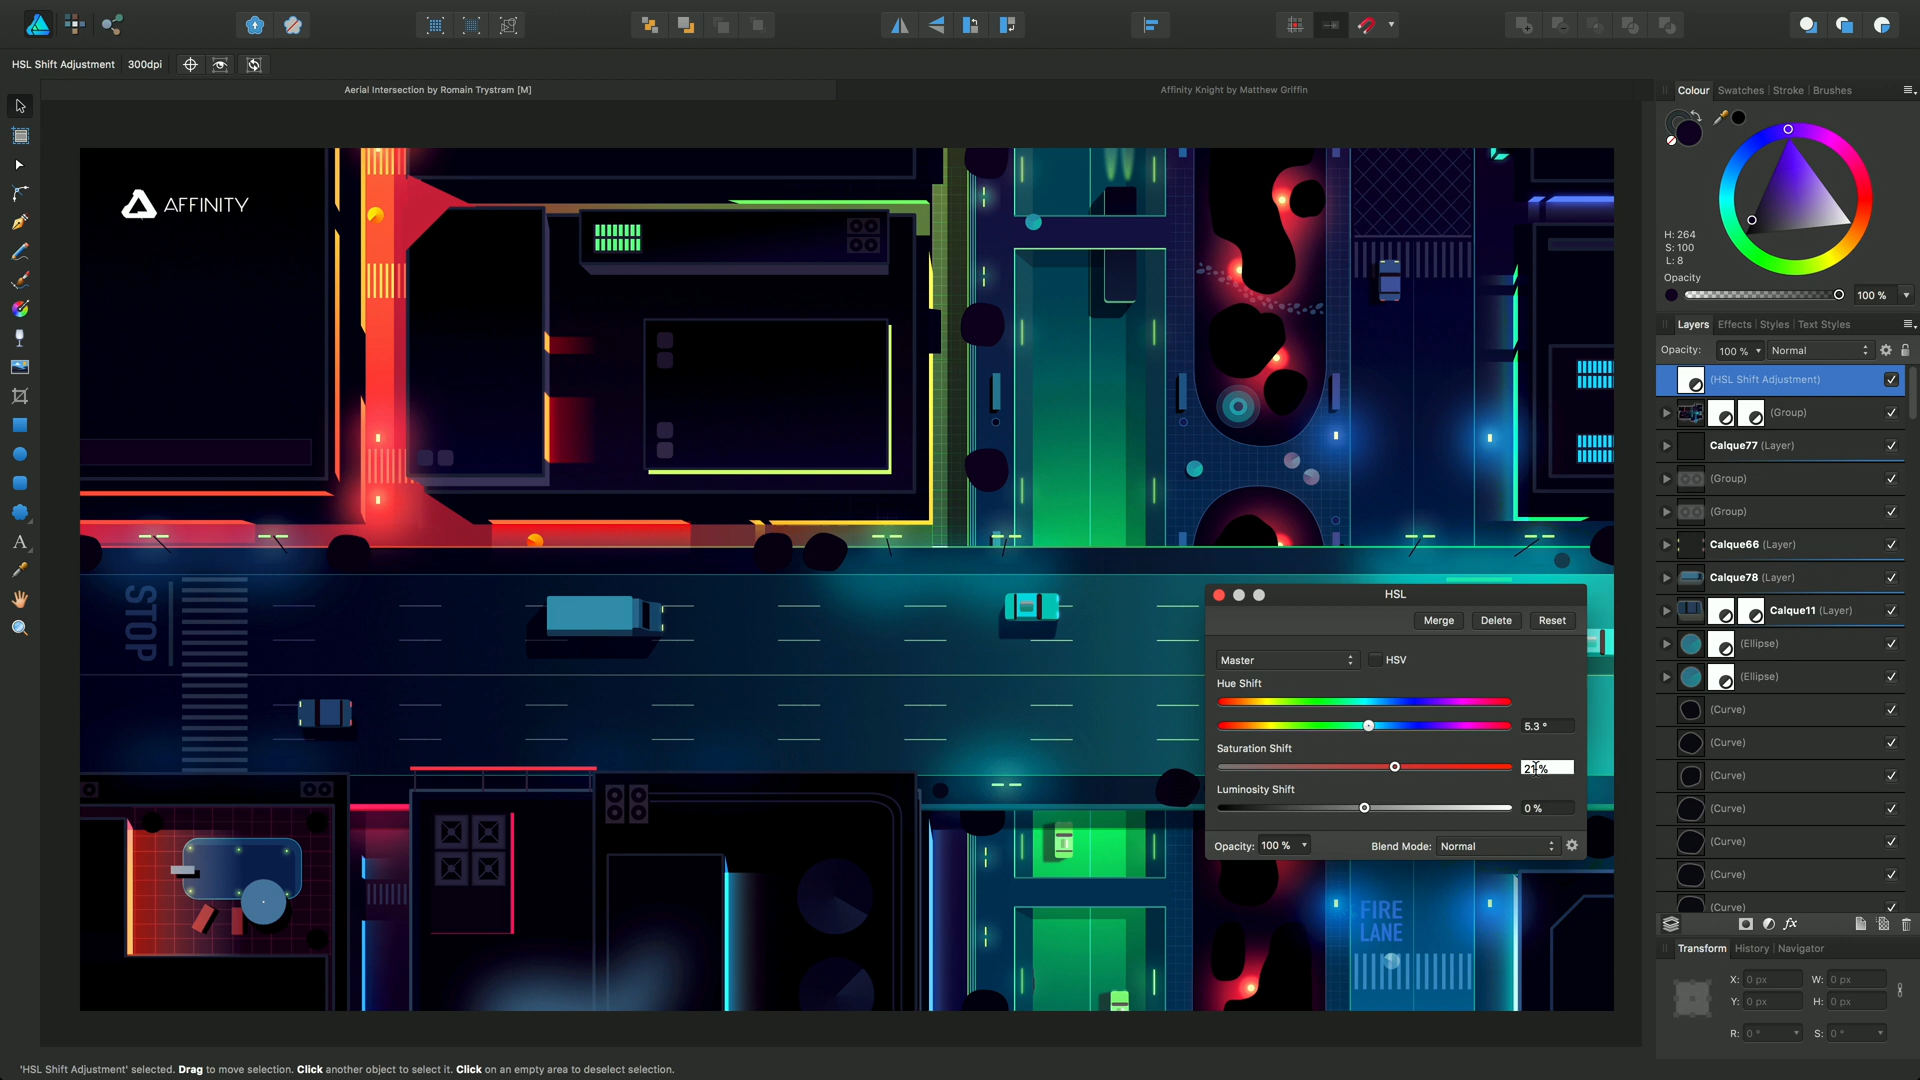 HSL Shift Adjustment 300dpi
Aerial Intersection by Romain Trystram [M]
Affinity Knight by Matthew Griffin
AFFINITY
STOP
FIRE
LANE
HSL
Merge Delete Reset
Master HSV
Hue Shift
5.3 °
Saturation Shift
21%
Luminosity Shift
0 %
Opacity: 100 % Blend Mode: Normal
Colour Swatches Stroke Brushes
H: 264
S: 100
L: 8
Opacity
100 %
Layers Effects Styles Text Styles
Opacity: 100 % Normal
(HSL Shift Adjustment)
(Group)
Calque77 (Layer)
(Group)
(Group)
Calque66 (Layer)
Calque78 (Layer)
Calque11 (Layer)
(Ellipse)
(Ellipse)
(Curve)
(Curve)
(Curve)
(Curve)
(Curve)
(Curve)
(Curve)
fx
Transform History Navigator
X: 0 px W: 0 px
Y: 0 px H: 0 px
R: 0 ° S: 0 °
'HSL Shift Adjustment' selected. Drag to move selection. Click another object to select it. Click on an empty area to deselect selection.